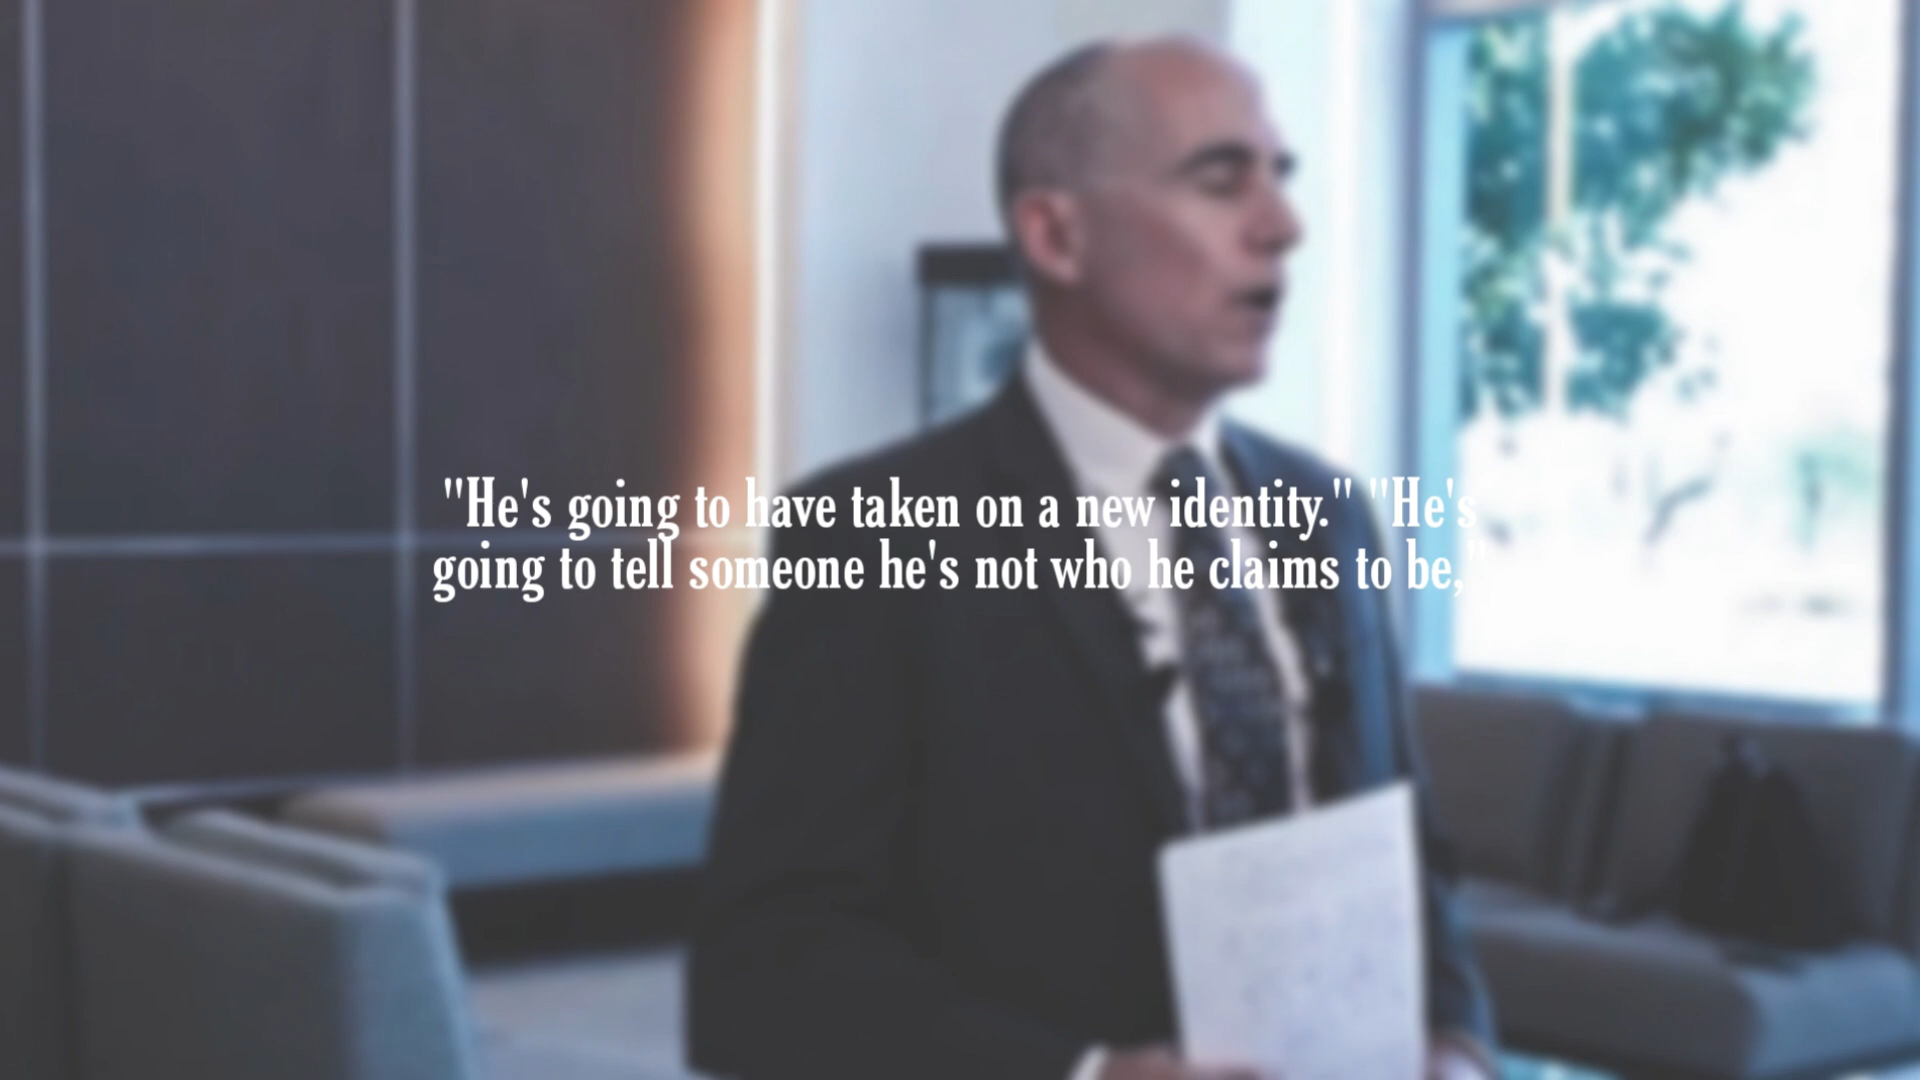 "He's going to have taken on a new identity." "He's
going to tell someone he's not who he claims to be,"